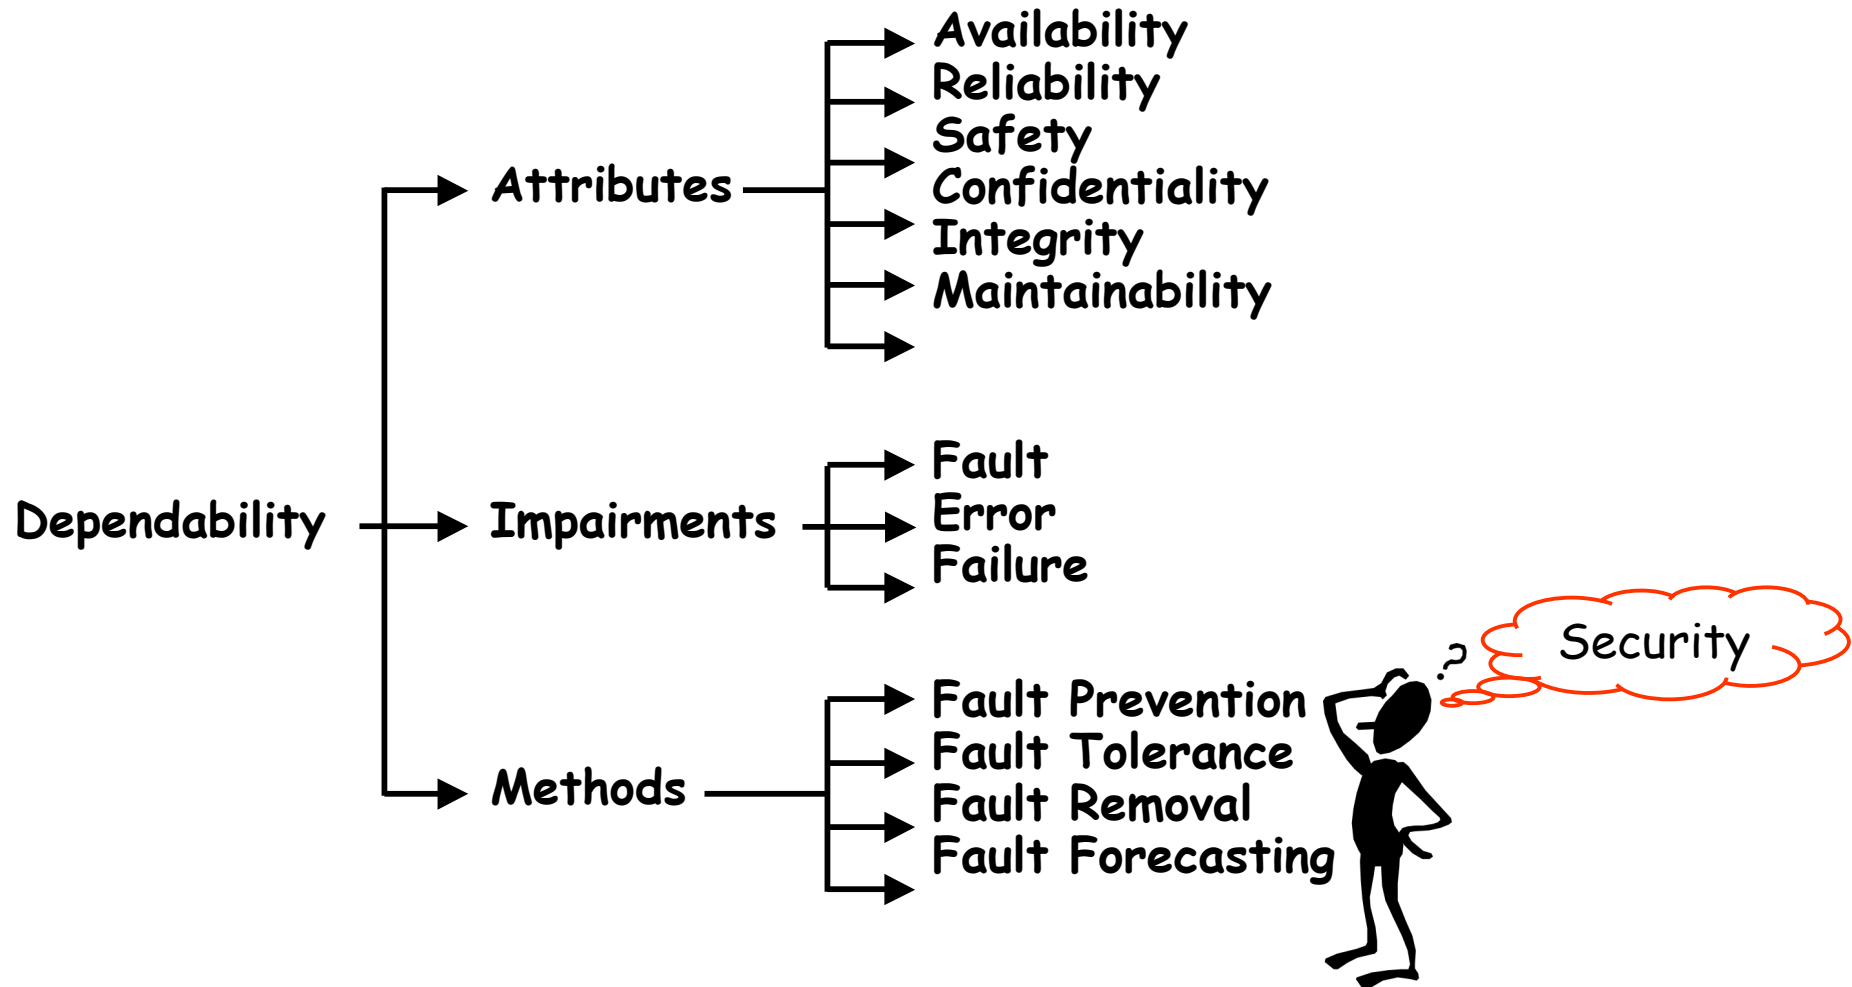 Availability
Reliability
Safety
Attributes
Confidentiality
Integrity
Maintainability
Fault
Dependability
Impairments
Error
Failure
?
Security
Fault Prevention
Fault Tolerance
Methods
Fault Removal
Fault Forecasting